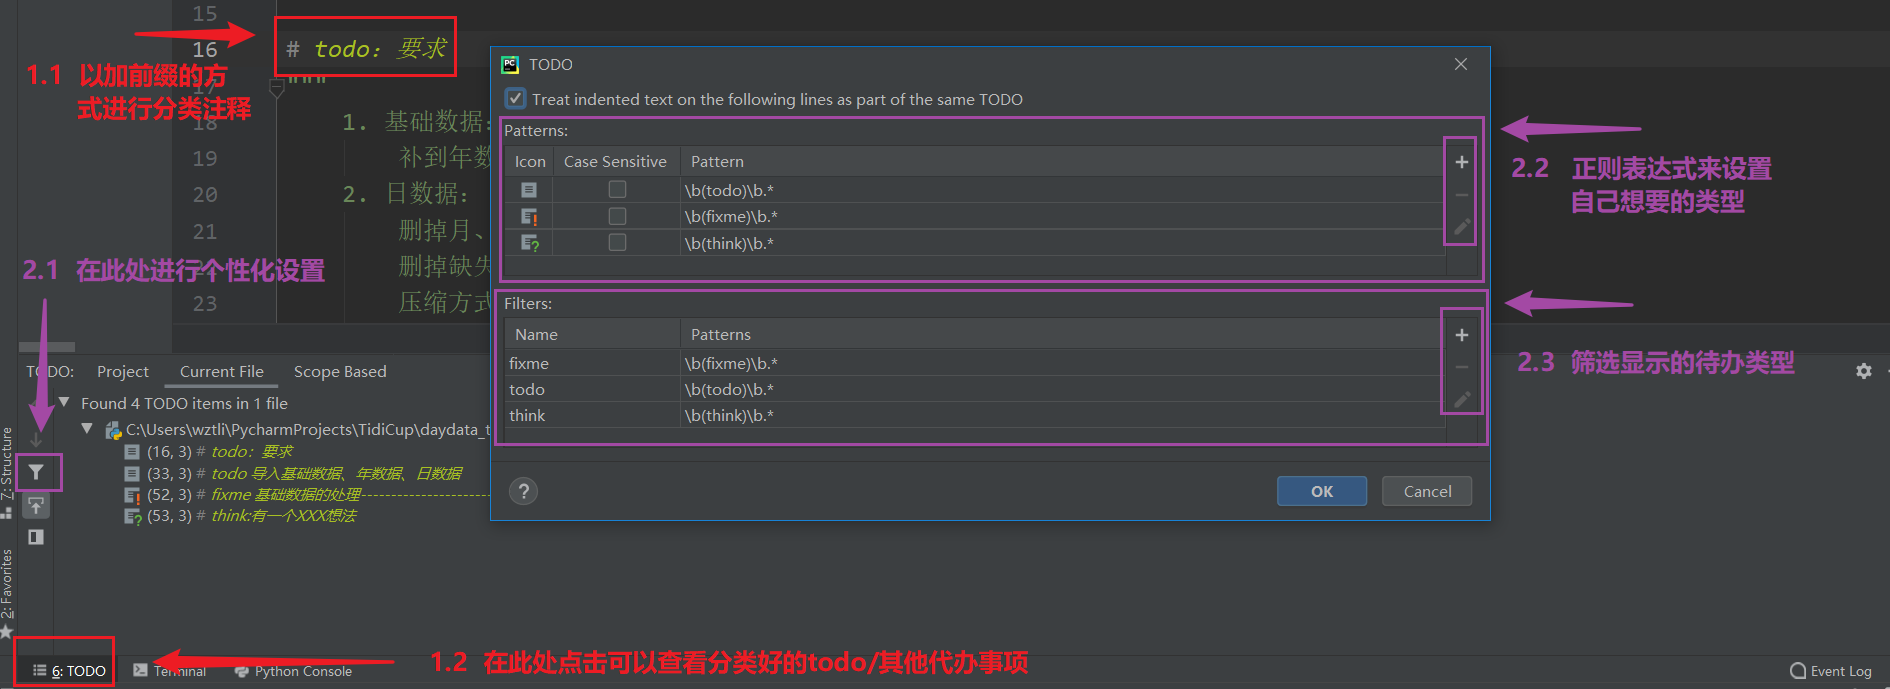 15
16
# todo: 要求
1.1 以加前缀的方
式进行分类注释
17
"""
18
1. 基础数据:
19
补到年数
20
2. 日数据:
21
删掉月、
删掉缺失
23
压缩方式
TODO
Treat indented text on the following lines as part of the same TODO
Patterns:
Icon Case Sensitive Pattern
\b(todo)\b.*
\b(fixme)\b.*
\b(think)\b.*
2.2 正则表达式来设置
自己想要的类型
2.1 在此处进行个性化设置
Filters:
Name Patterns
fixme \b(fixme)\b.*
todo \b(todo)\b.*
think \b(think)\b.*
2.3 筛选显示的待办类型
OK Cancel
TODO: Project Current File Scope Based
Found 4 TODO items in 1 file
C:\Users\wztli\PycharmProjects\TidiCup\daydata_t
(16, 3) # todo: 要求
(33, 3) # todo 导入基础数据、年数据、日数据
(52, 3) # fixme 基础数据的处理-----------------------
(53, 3) # think:有一个XXX想法
7: Structure
2: Favorites
6: TODO Terminal Python Console
1.2 在此处点击可以查看分类好的todo/其他代办事项
Event Log